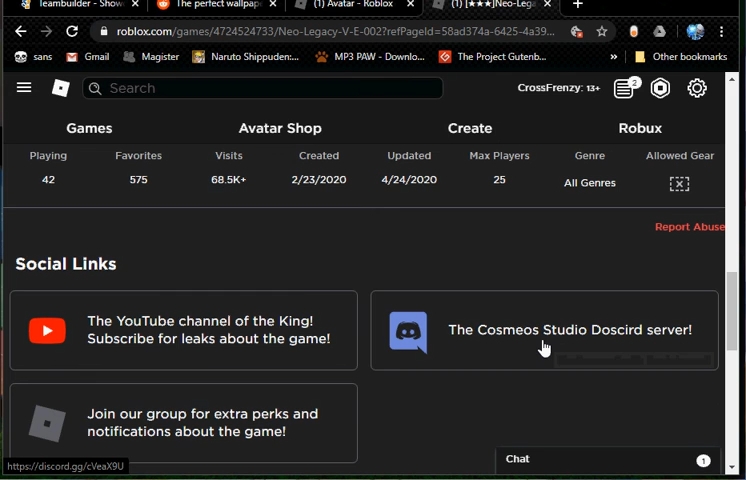 Teambuilder - Show
The perfect wallpap
(1) Avatar - Roblox
(1) [★★★]Neo-Lega
roblox.com/games/4724524733/Neo-Legacy-V-E-002?refPageId=58ad374a-6425-4a39...
sans
Gmail
Magister
Naruto Shippuden:...
MP3 PAW - Downlo...
The Project Gutenb...
»
Other bookmarks
Search
CrossFrenzy: 13+
2
Games
Avatar Shop
Create
Robux
Playing
Favorites
Visits
Created
Updated
Max Players
Genre
Allowed Gear
42
575
68.5K+
2/23/2020
4/24/2020
25
All Genres
Report Abuse
Social Links
The YouTube channel of the King!
Subscribe for leaks about the game!
The Cosmeos Studio Doscird server!
Join our group for extra perks and
notifications about the game!
https://discord.gg/cVeaX9U
Chat
1